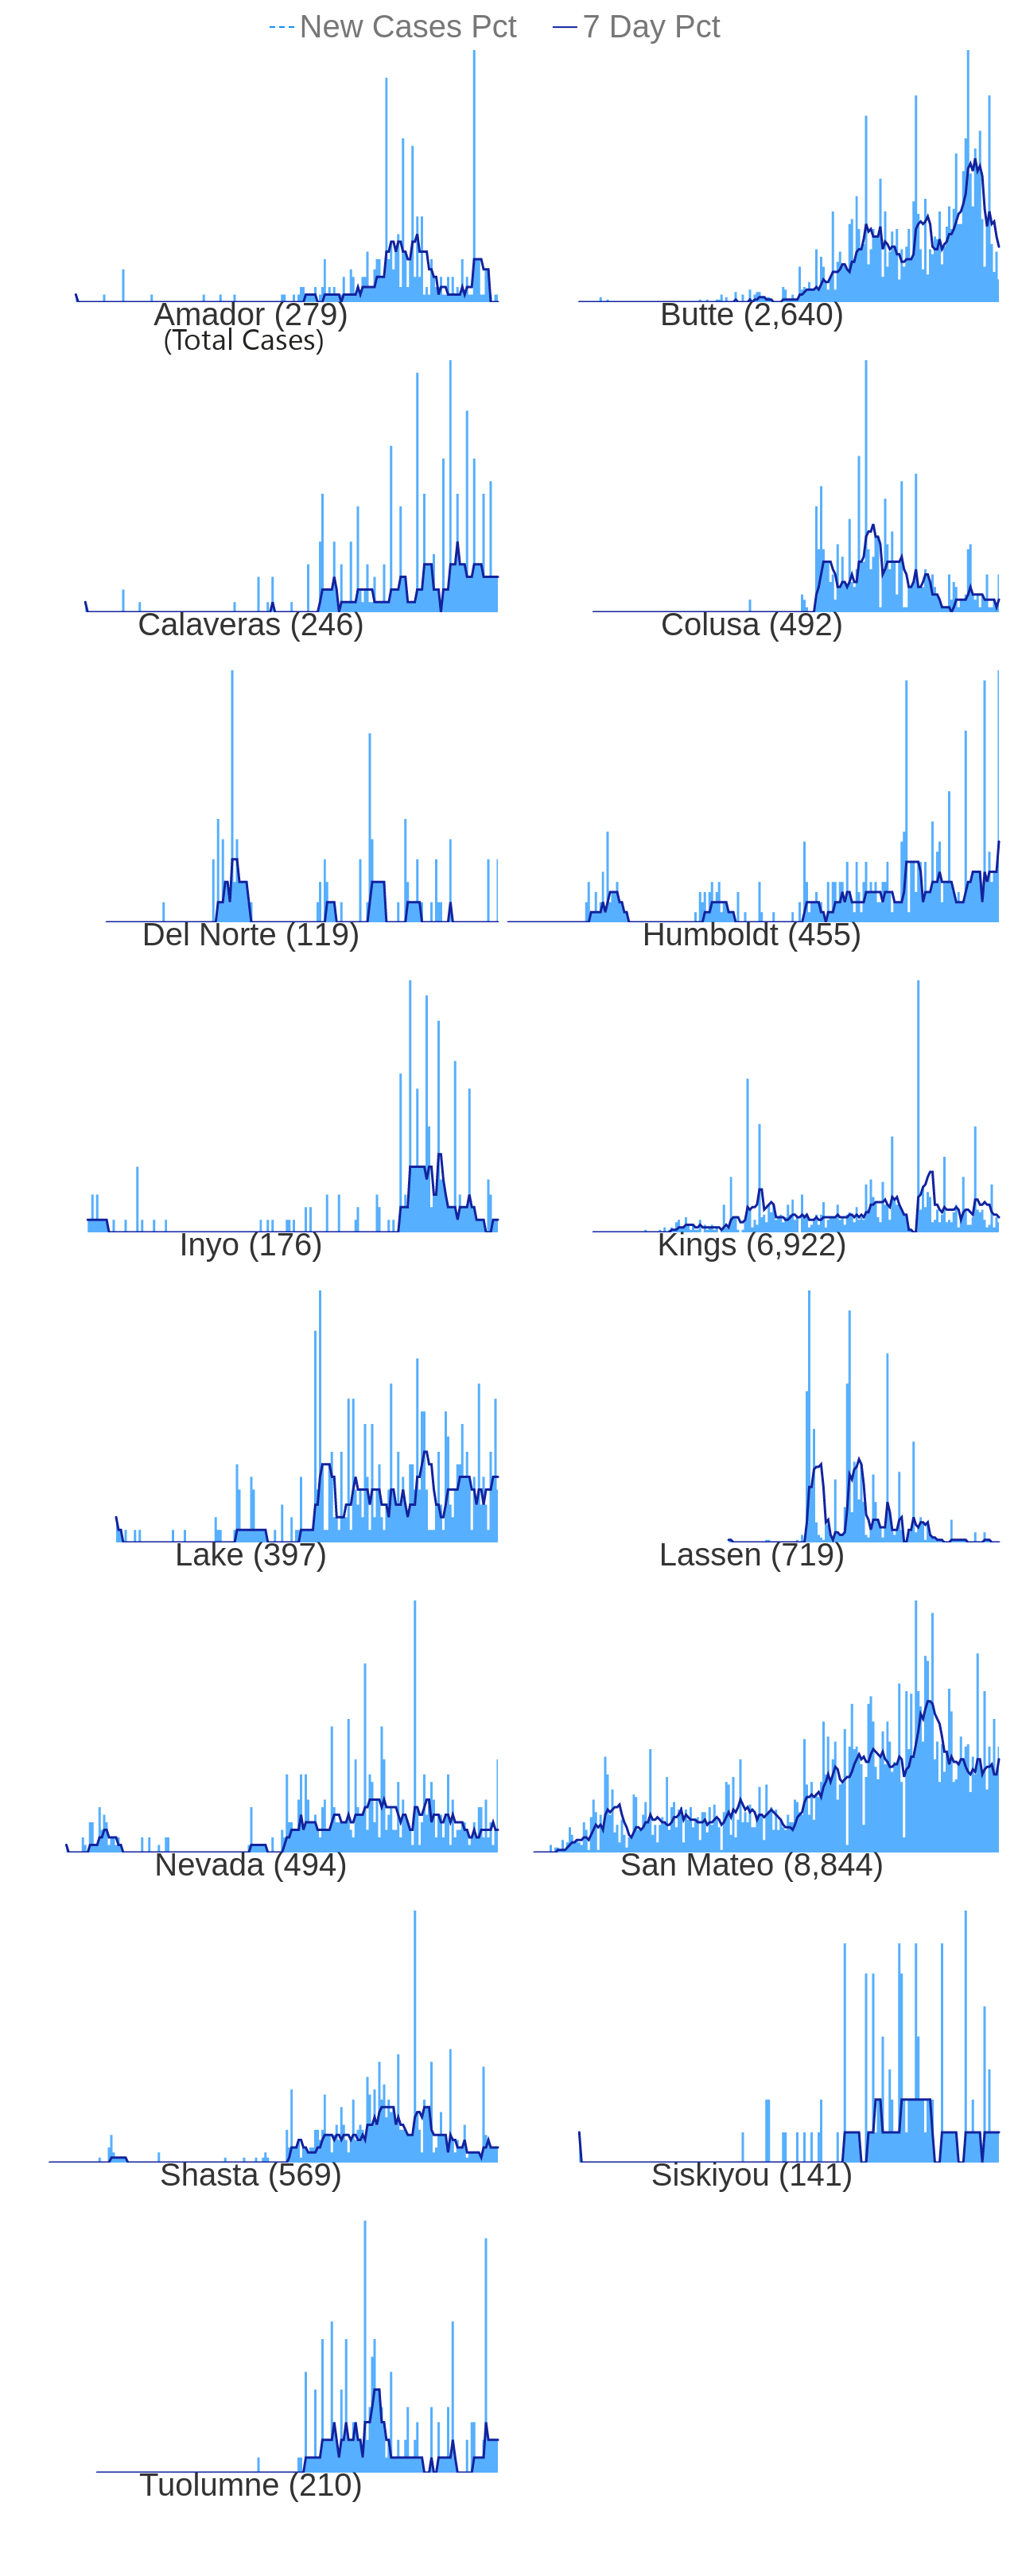 New Cases Pct 7 Day Pct
Amador (279) Butte (2,640)
(Total Cases)
Calaveras (246) Colusa (492)
Del Norte (119) Humboldt (455)
Inyo (176) Kings (6,922)
Lake (397) Lassen (719)
Nevada (494) San Mateo (8,844)
Shasta (569) Siskiyou (141)
Tuolumne (210)